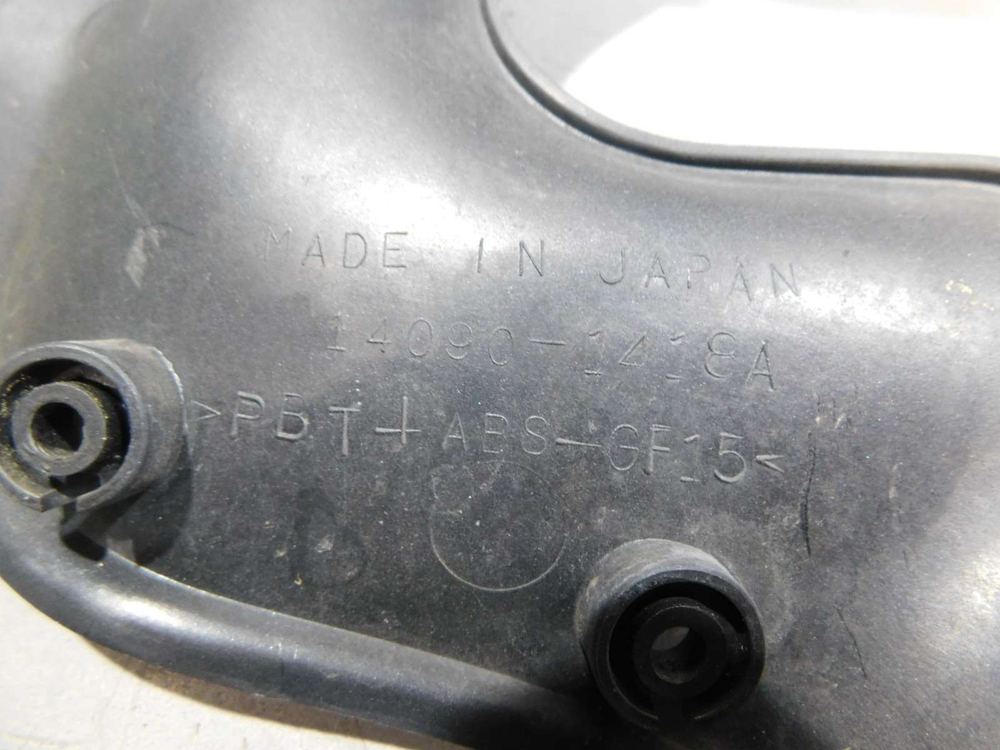 MADE IN JAPAN
14090-1418A
>PBT+ABS-GF15<